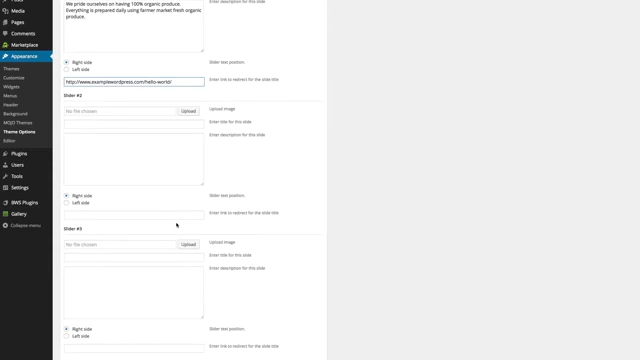 Media
Pages
Comments
Marketplace
Appearance
Themes
Customize
Widgets
Menus
Header
Background
MOJO Themes
Theme Options
Editor
Plugins
Users
Tools
Settings
BWS Plugins
Gallery
Collapse menu
We pride ourselves on having 100% organic produce.
Everything is prepared daily using farmer market fresh organic
produce.
Enter description for this slide
Right side
Left side
Slider text position.
http://www.examplewordpress.com/hello-world/
Enter link to redirect for the slide title
Slider #2
No file chosen
Upload
Upload image
Enter title for this slide
Enter description for this slide
Right side
Left side
Slider text position.
Enter link to redirect for the slide title
Slider #3
No file chosen
Upload
Upload image
Enter title for this slide
Enter description for this slide
Right side
Left side
Slider text position.
Enter link to redirect for the slide title